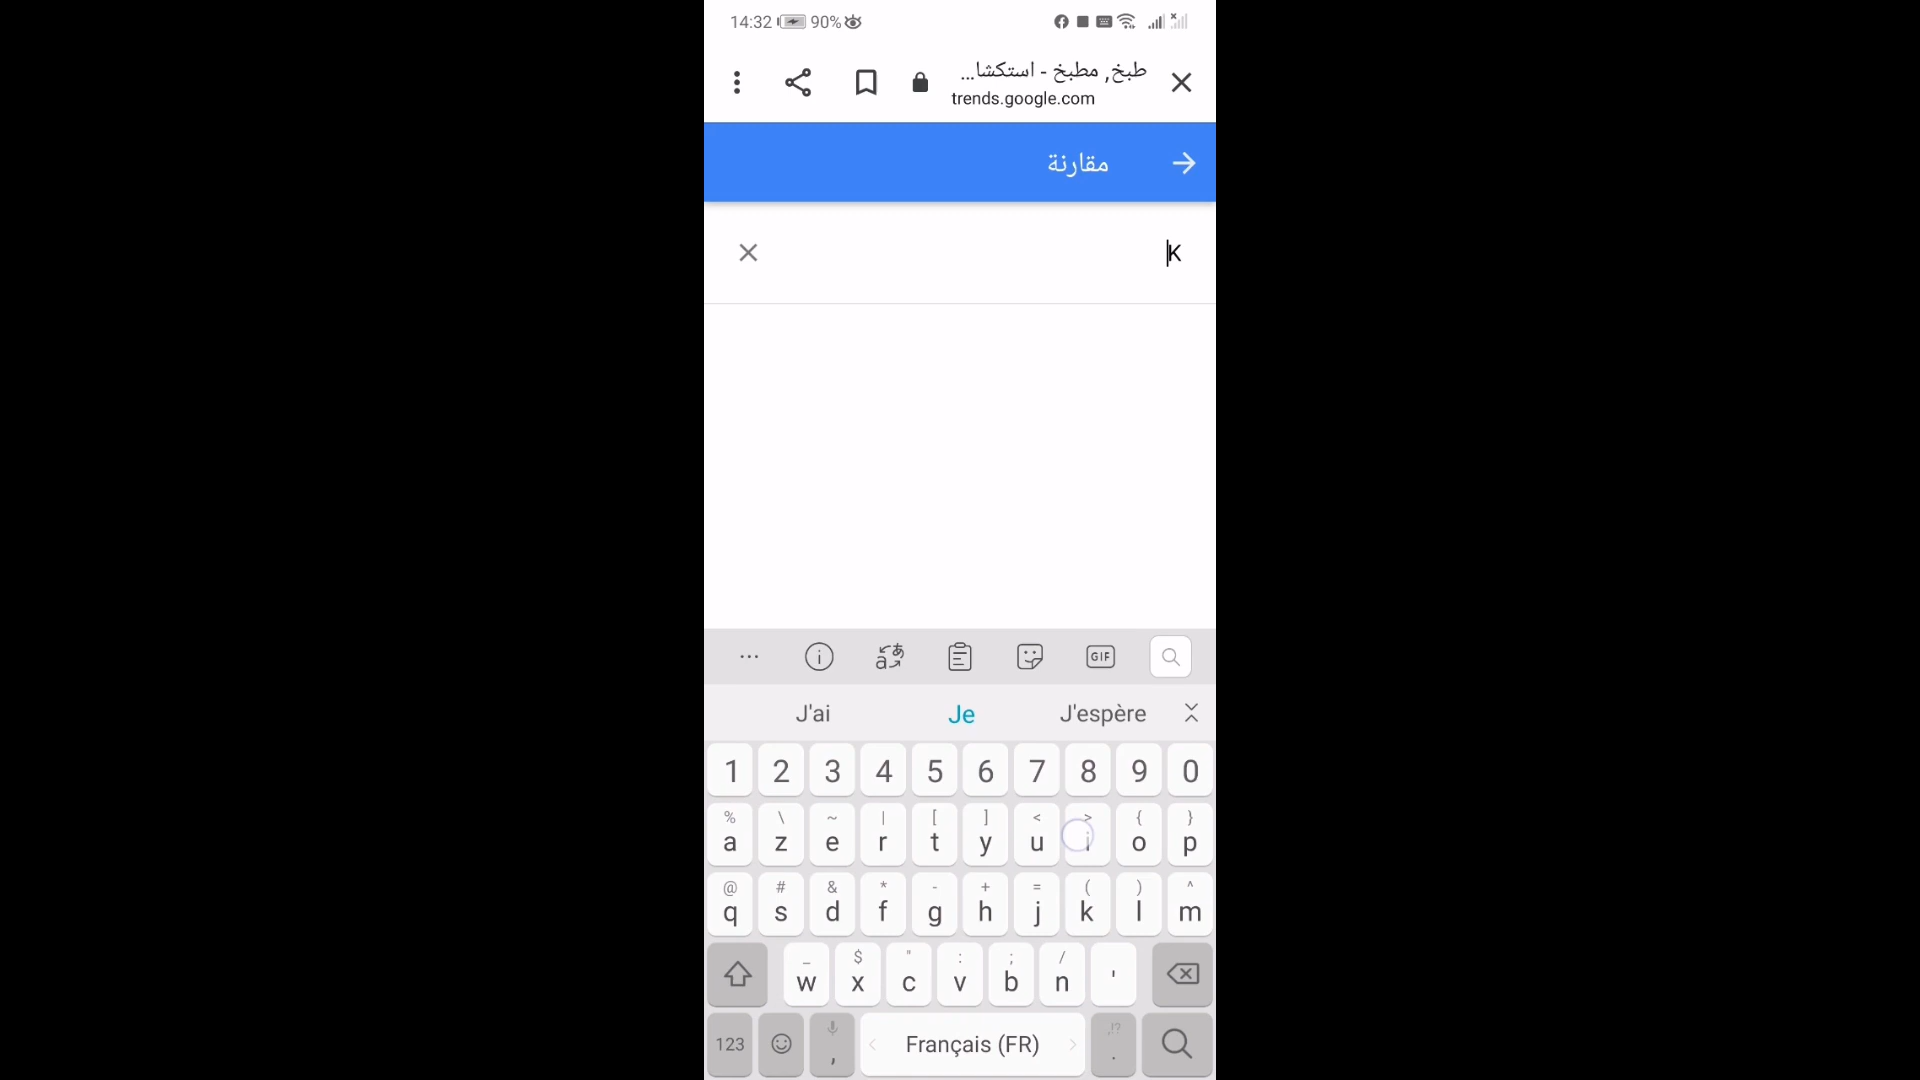 14:32 90%
طبخ, مطبخ - استكشا...
trends.google.com
مقارنة
K
GIF
J'ai Je J'espère
1 2 3 4 5 6 7 8 9 0
% \ ~ | [ ] < > { }
a z e r t y u i o p
@ # & * - + = ( ) ^
q s d f g h j k l m
_ $ " : ; /
w x c v b n '
123 , Français (FR) ,!? .